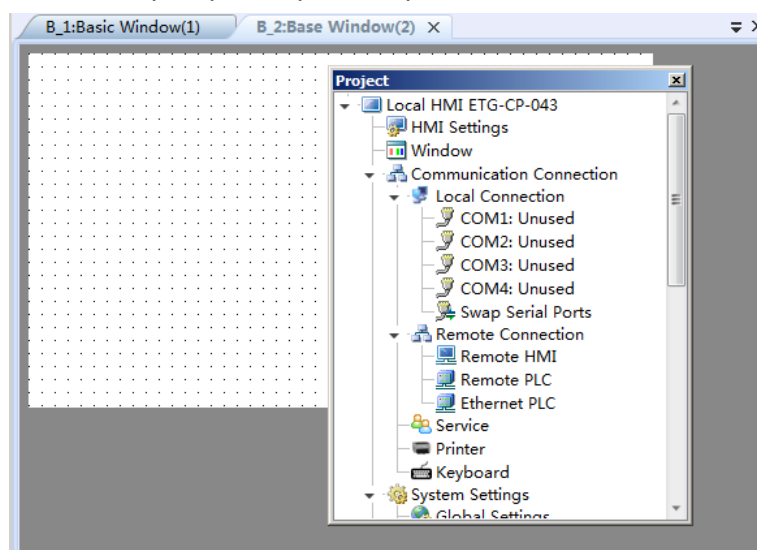 B_1:Basic Window(1)
B_2:Base Window(2)
Project
Local HMI ETG-CP-043
HMI Settings
Window
Communication Connection
Local Connection
COM1: Unused
COM2: Unused
COM3: Unused
COM4: Unused
Swap Serial Ports
Remote Connection
Remote HMI
Remote PLC
Ethernet PLC
Service
Printer
Keyboard
System Settings
Global Settings